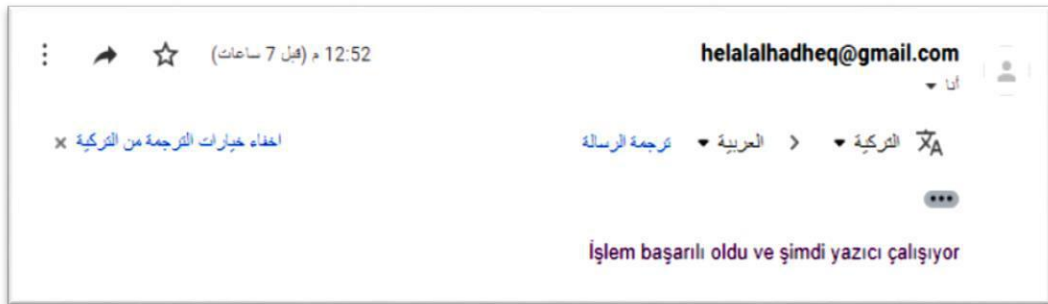 helalalhadheq@gmail.com 12:52 م (قبل 7 ساعات)
أنا
التركية العربية ترجمة الرسالة اخفاء خيارات الترجمة من التركية
İşlem başarılı oldu ve şimdi yazıcı çalışıyor